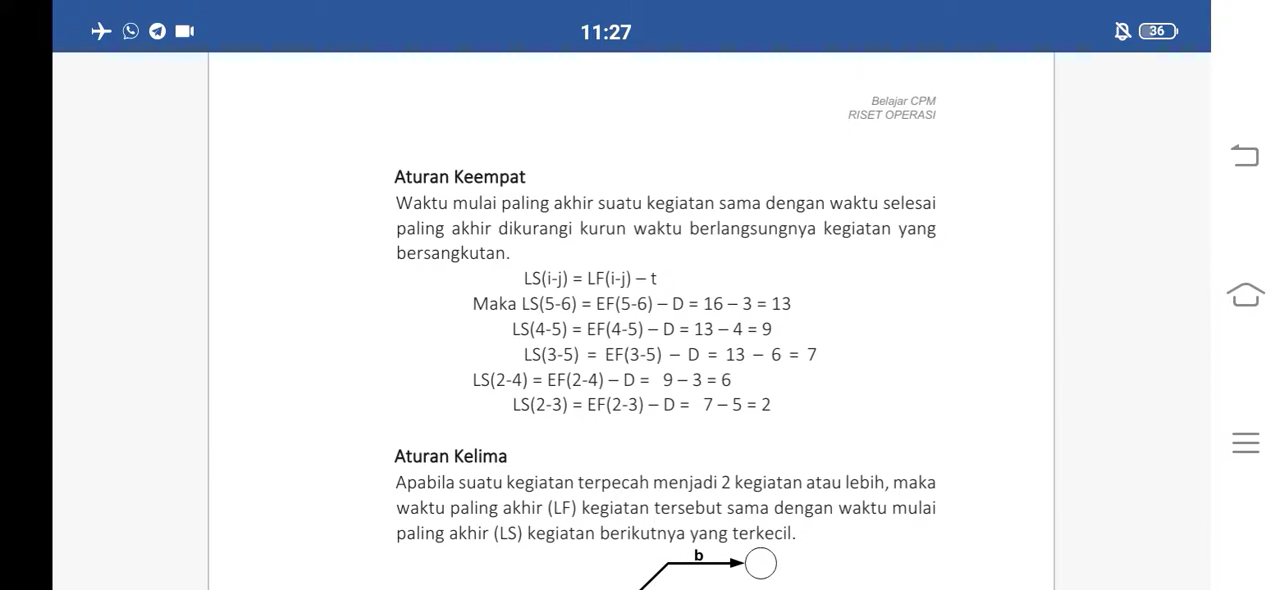 11:27
36
Belajar CPM
RISET OPERASI
Aturan Keempat
Waktu mulai paling akhir suatu kegiatan sama dengan waktu selesai
paling akhir dikurangi kurun waktu berlangsungnya kegiatan yang
bersangkutan.
LS(i-j) = LF(i-j) – t
Maka LS(5-6) = EF(5-6) – D = 16 – 3 = 13
LS(4-5) = EF(4-5) – D = 13 – 4 = 9
LS(3-5) = EF(3-5) – D = 13 – 6 = 7
LS(2-4) = EF(2-4) – D = 9 – 3 = 6
LS(2-3) = EF(2-3) – D = 7 – 5 = 2
Aturan Kelima
Apabila suatu kegiatan terpecah menjadi 2 kegiatan atau lebih, maka
waktu paling akhir (LF) kegiatan tersebut sama dengan waktu mulai
paling akhir (LS) kegiatan berikutnya yang terkecil.
b